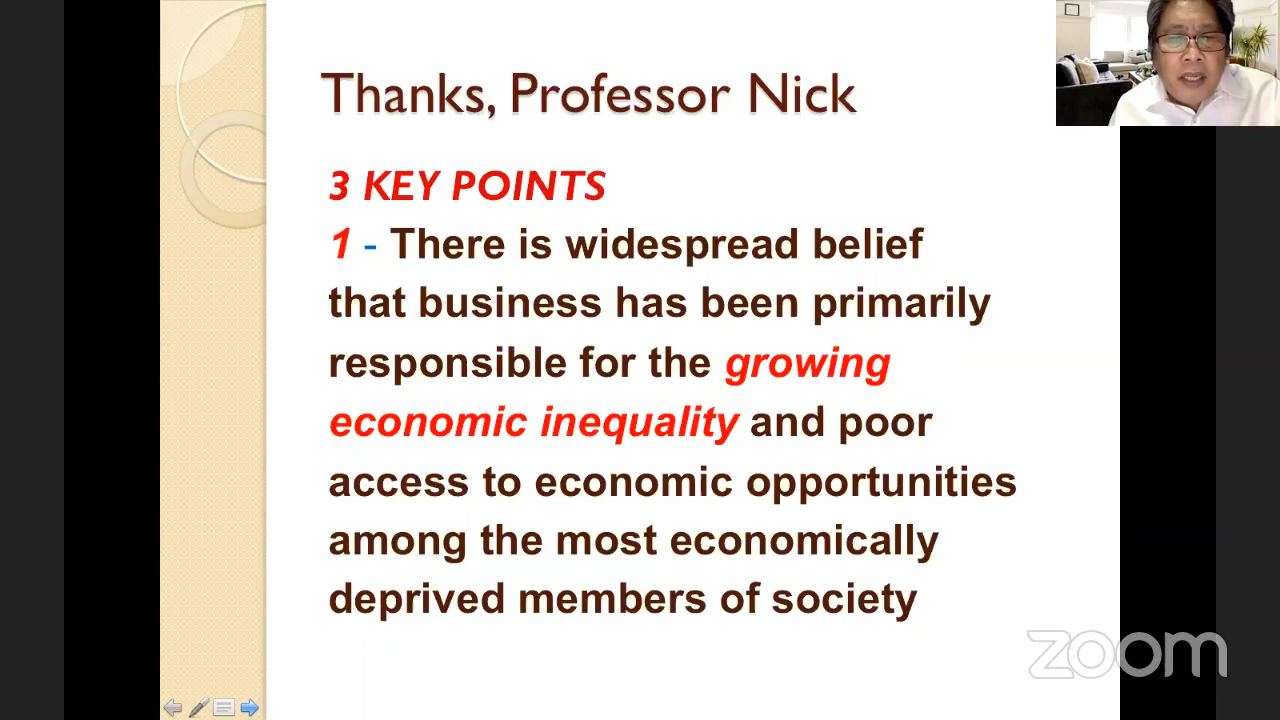 Thanks, Professor Nick
3 KEY POINTS
1 - There is widespread belief
that business has been primarily
responsible for the growing
economic inequality and poor
access to economic opportunities
among the most economically
deprived members of society
zoom